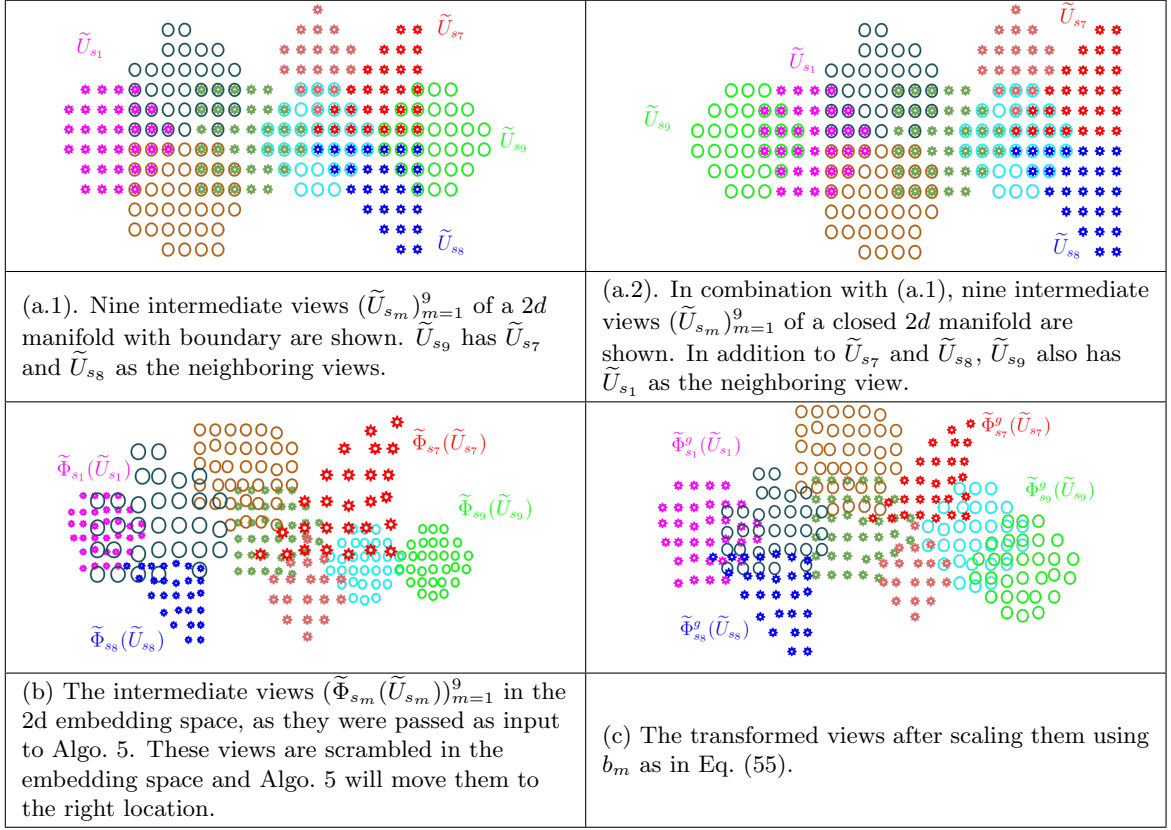 Ũ_{s_1}
Ũ_{s_7}
Ũ_{s_9}
Ũ_{s_8}
Ũ_{s_7}
Ũ_{s_1}
Ũ_{s_9}
Ũ_{s_8}
(a.1). Nine intermediate views (Ũ_{s_m})_{m=1}^9 of a 2d
manifold with boundary are shown. Ũ_{s_9} has Ũ_{s_7}
and Ũ_{s_8} as the neighboring views.
(a.2). In combination with (a.1), nine intermediate
views (Ũ_{s_m})_{m=1}^9 of a closed 2d manifold are
shown. In addition to Ũ_{s_7} and Ũ_{s_8}, Ũ_{s_9} also has
Ũ_{s_1} as the neighboring view.
Φ̃_{s_1}(Ũ_{s_1})
Φ̃_{s_7}(Ũ_{s_7})
Φ̃_{s_9}(Ũ_{s_9})
Φ̃_{s_8}(Ũ_{s_8})
Φ̃^g_{s_7}(Ũ_{s_7})
Φ̃^g_{s_1}(Ũ_{s_1})
Φ̃^g_{s_9}(Ũ_{s_9})
Φ̃^g_{s_8}(Ũ_{s_8})
(b) The intermediate views (Φ̃_{s_m}(Ũ_{s_m}))_{m=1}^9 in the
2d embedding space, as they were passed as input
to Algo. 5. These views are scrambled in the
embedding space and Algo. 5 will move them to
the right location.
(c) The transformed views after scaling them using
b_m as in Eq. (55).